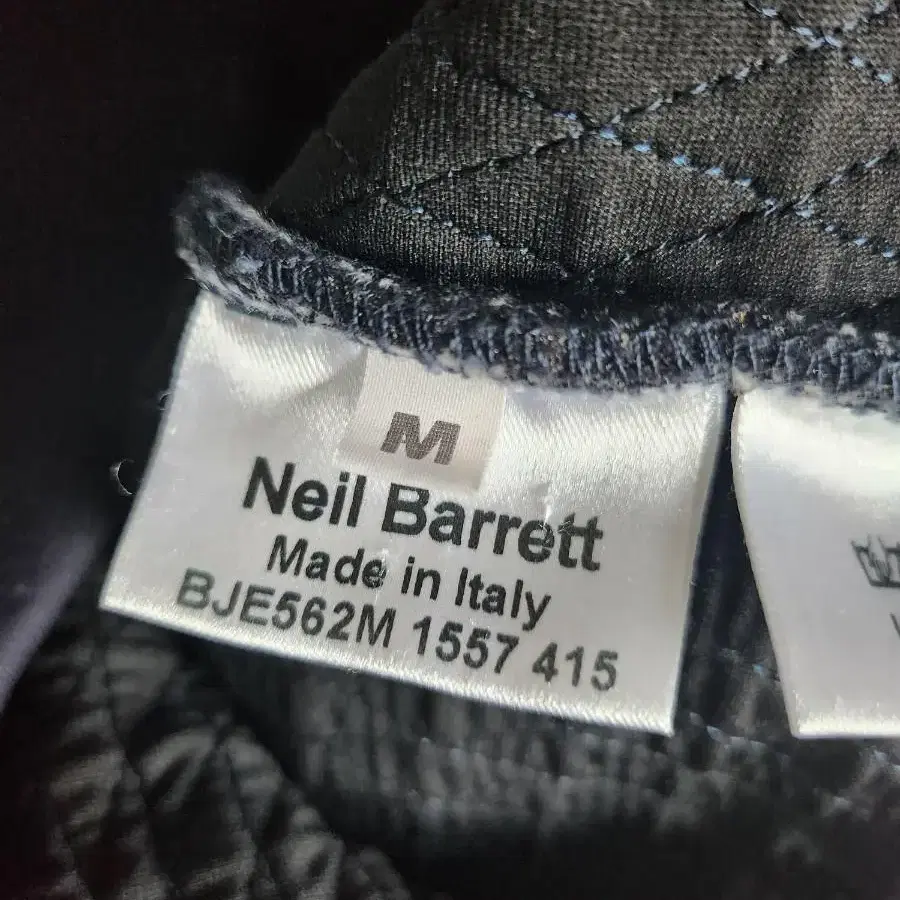 M
Neil Barrett
Made in Italy
BJE562M 1557 415